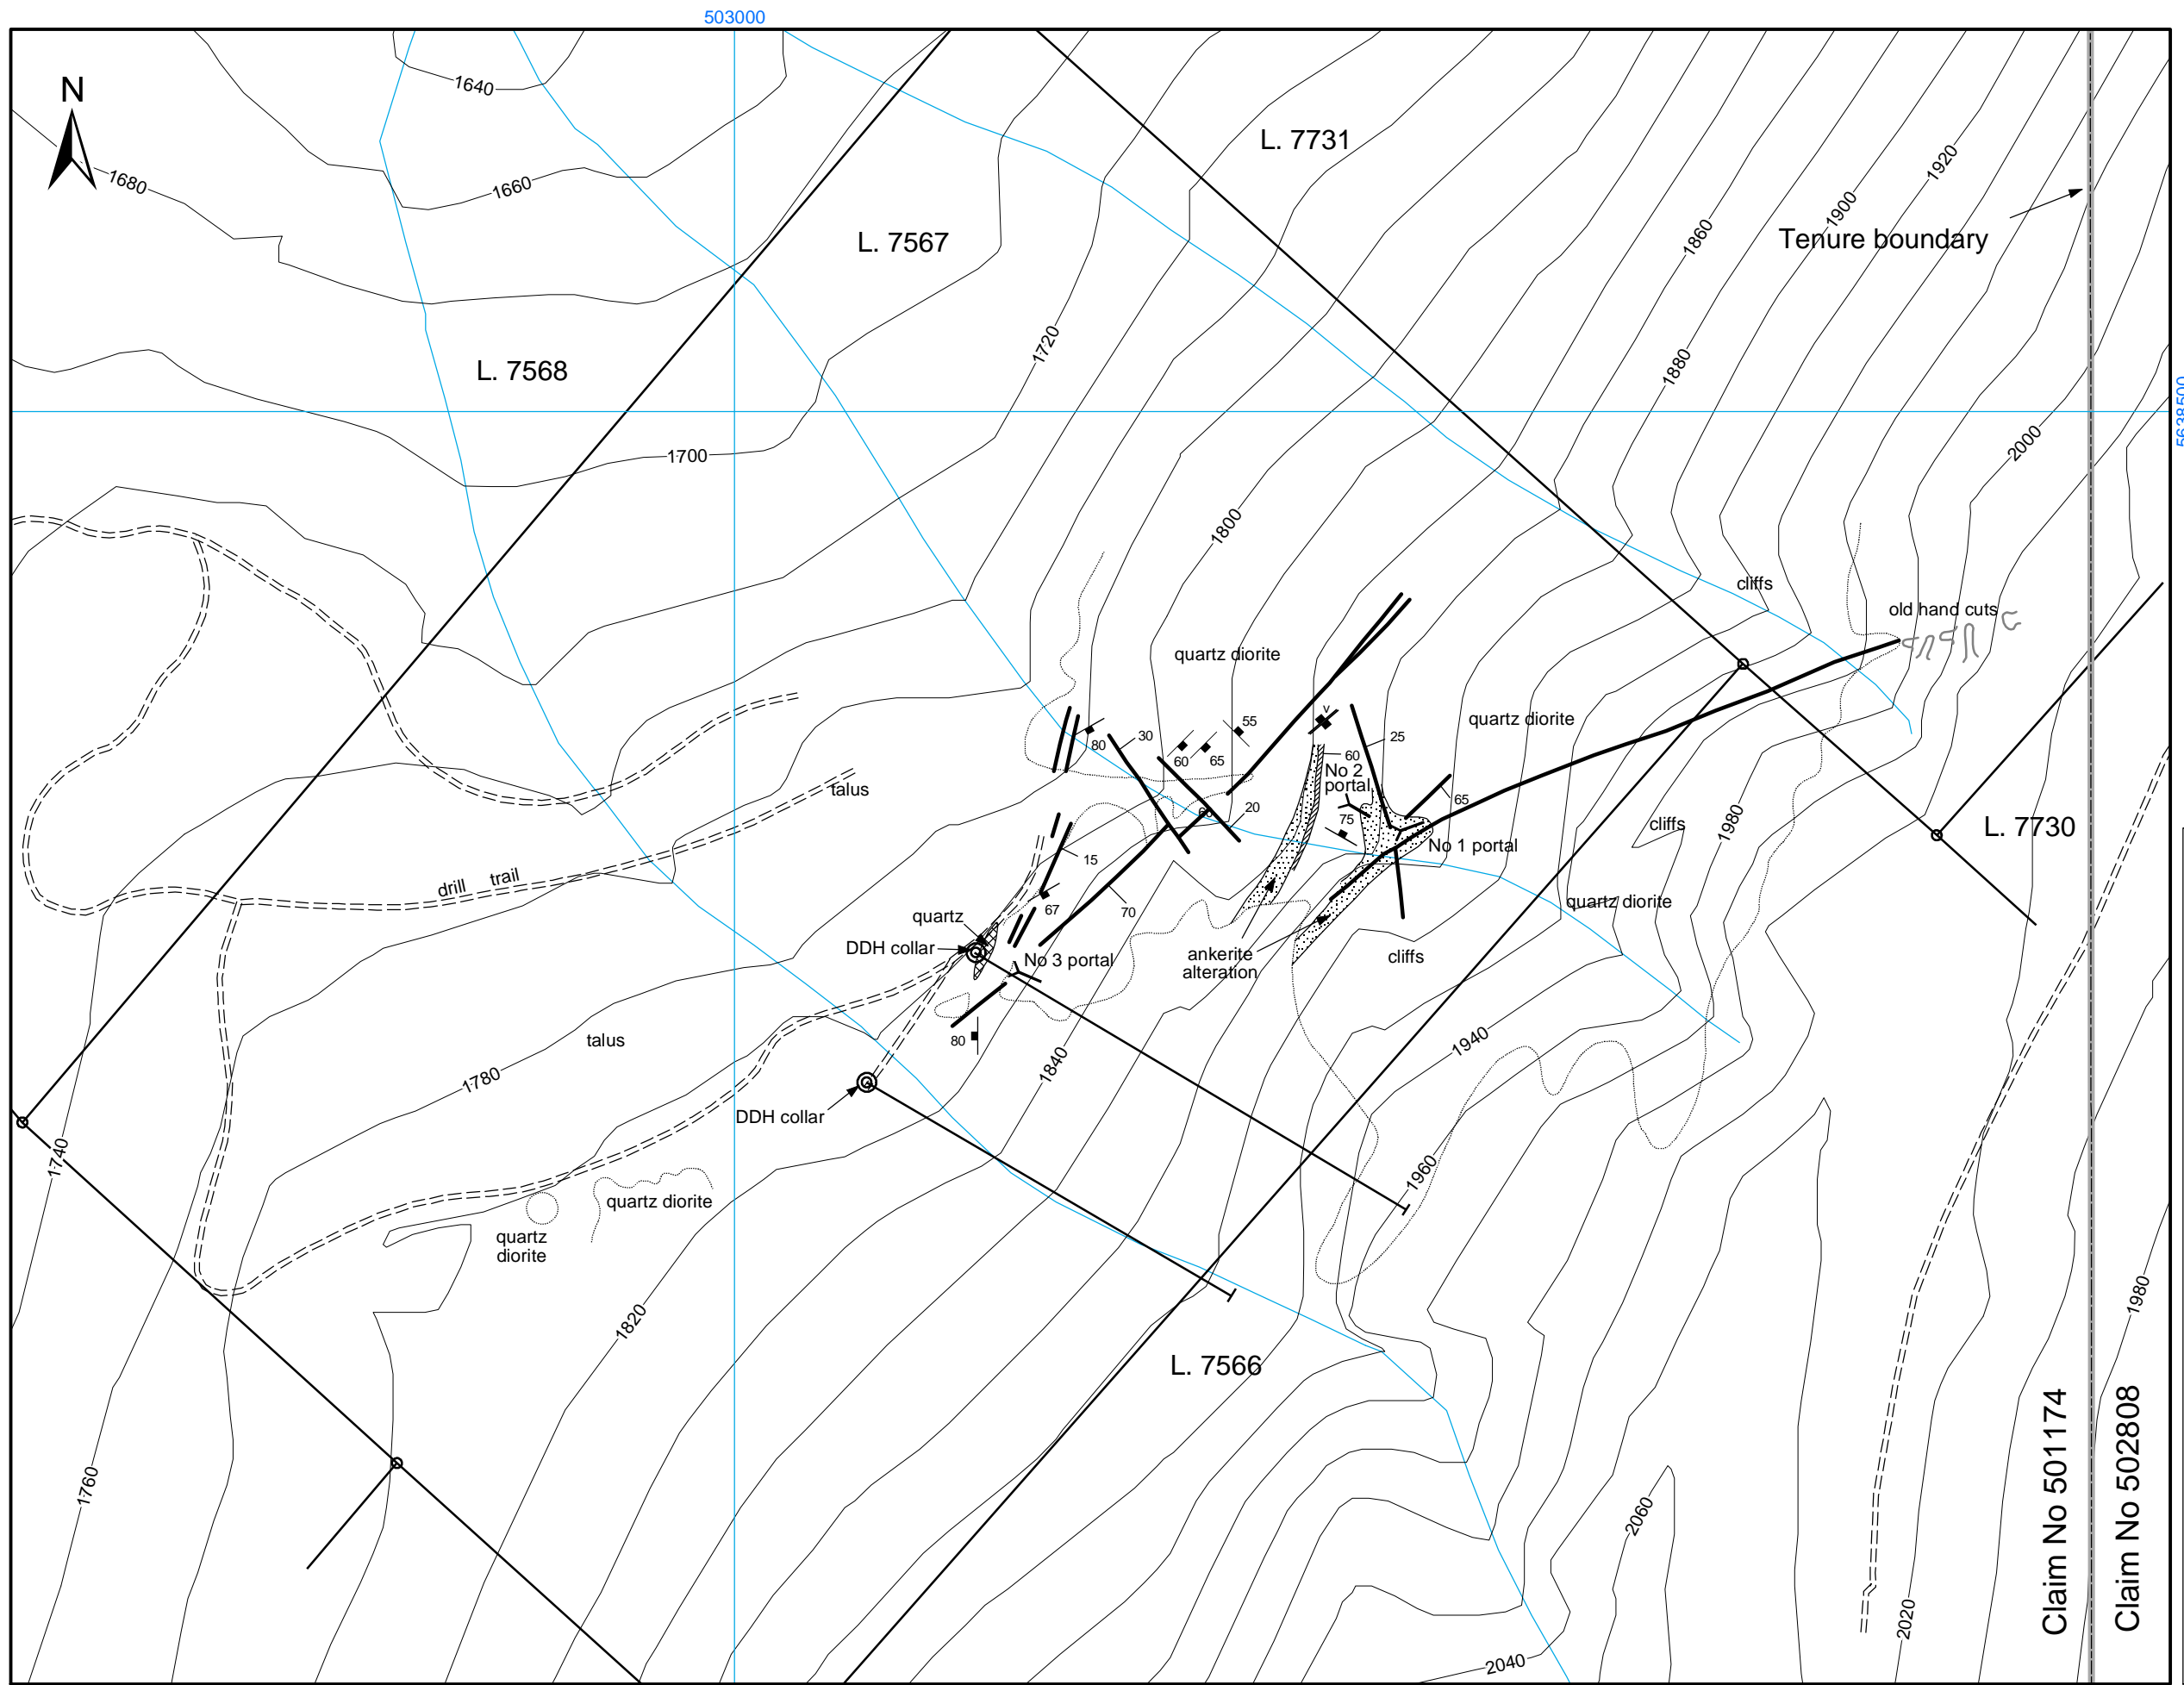 503000
N
1640
1680
1660
L. 7731
1920
1900
1860
Tenure boundary
L. 7567
1720
1880
L. 7568
5638500
1700
2000
1800
cliffs
old hand cuts
quartz diorite
quartz diorite
v
55
30
80
60
65
25
60
No 2
portal
65
talus
60
20
75
cliffs
1980
L. 7730
No 1 portal
15
drill trail
67
70
quartz diorite
quartz
DDH collar
No 3 portal
ankerite
alteration
cliffs
talus
80
1840
1940
1780
DDH collar
1740
1960
quartz diorite
quartz
diorite
1820
1980
L. 7566
1760
2060
2020
2040
Claim No 501174
Claim No 502808